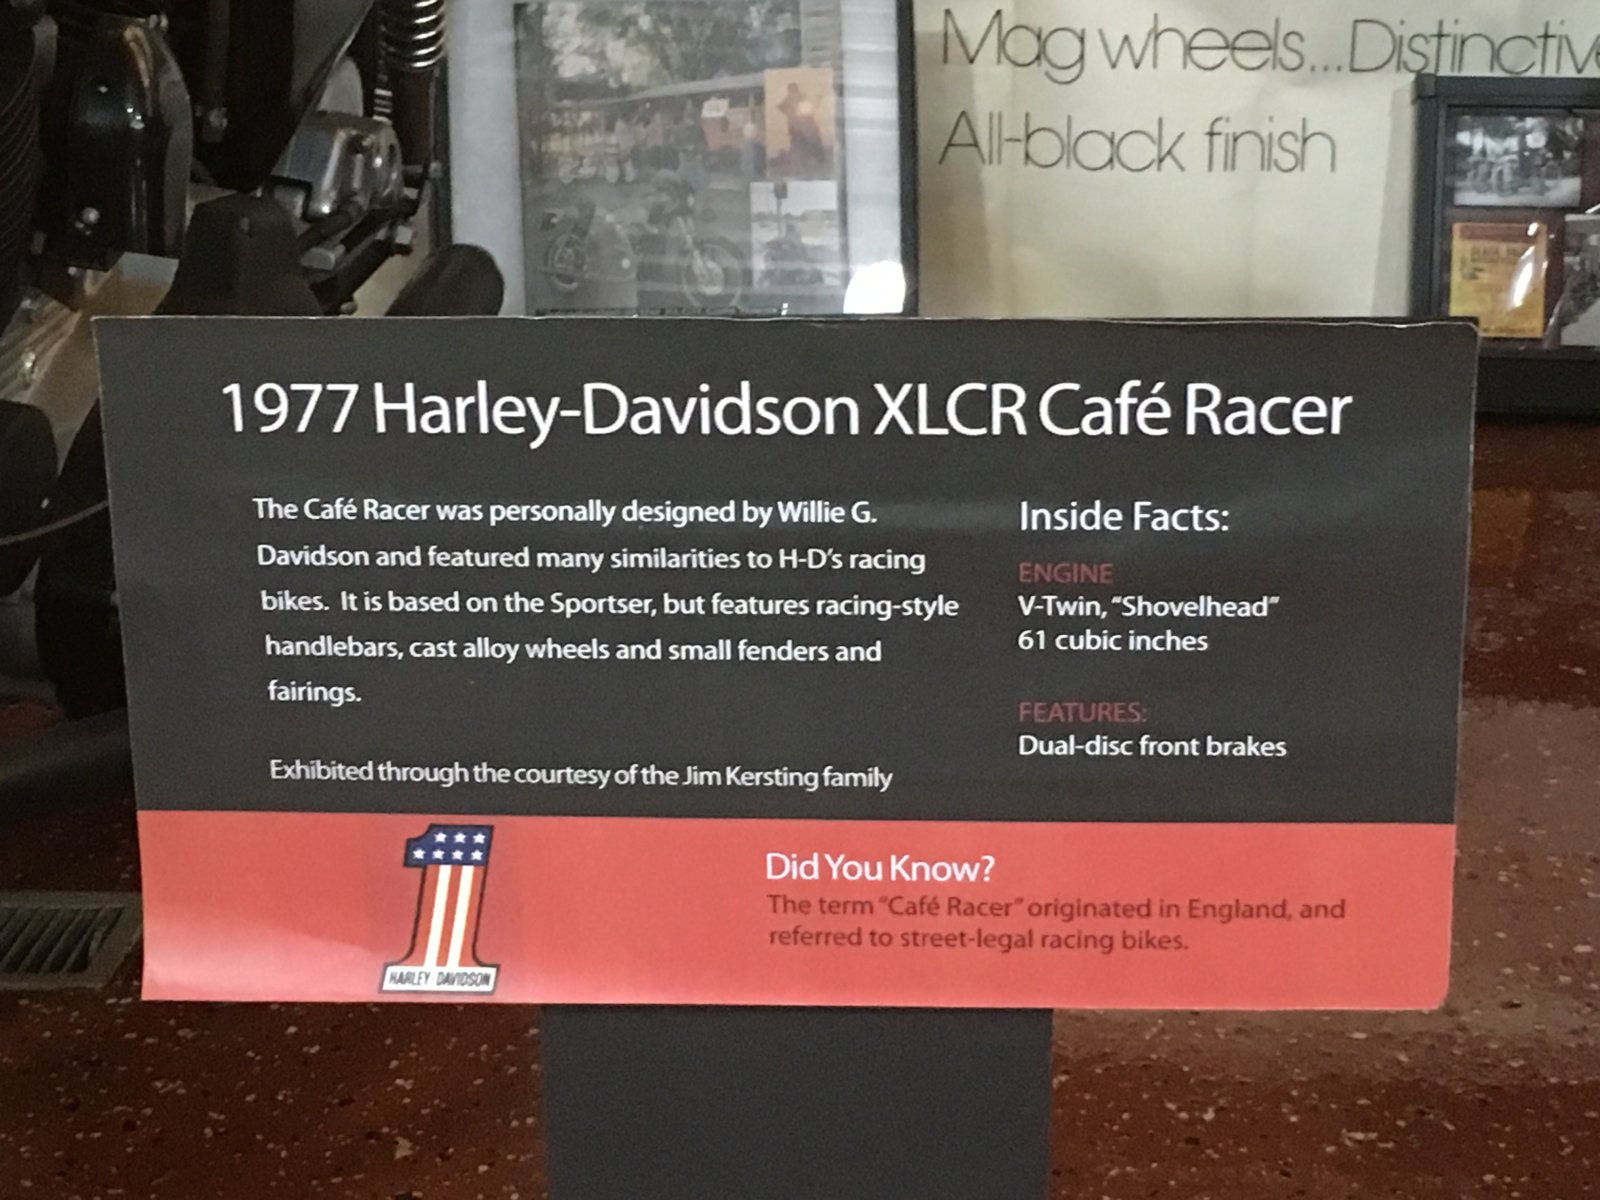 Mag wheels...Distinctive
All-black finish
1977 Harley-Davidson XLCR Café Racer
The Café Racer was personally designed by Willie G.
Davidson and featured many similarities to H-D's racing
bikes. It is based on the Sportser, but features racing-style
handlebars, cast alloy wheels and small fenders and
fairings.
Exhibited through the courtesy of the Jim Kersting family
Inside Facts:
ENGINE
V-Twin, "Shovelhead"
61 cubic inches
FEATURES:
Dual-disc front brakes
HARLEY DAVIDSON
Did You Know?
The term "Café Racer" originated in England, and
referred to street-legal racing bikes.